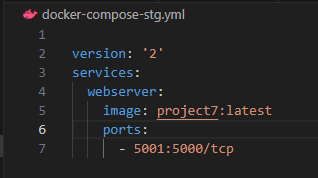 docker-compose-stg.yml
1
2 version: '2'
3 services:
4   webserver:
5     image: project7:latest
6     ports:
7       - 5001:5000/tcp